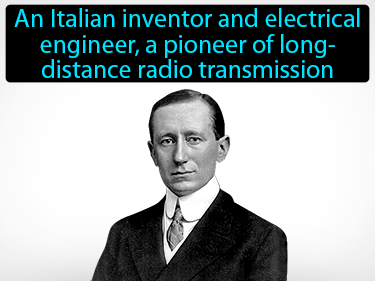 An Italian inventor and electrical
engineer, a pioneer of long-
distance radio transmission